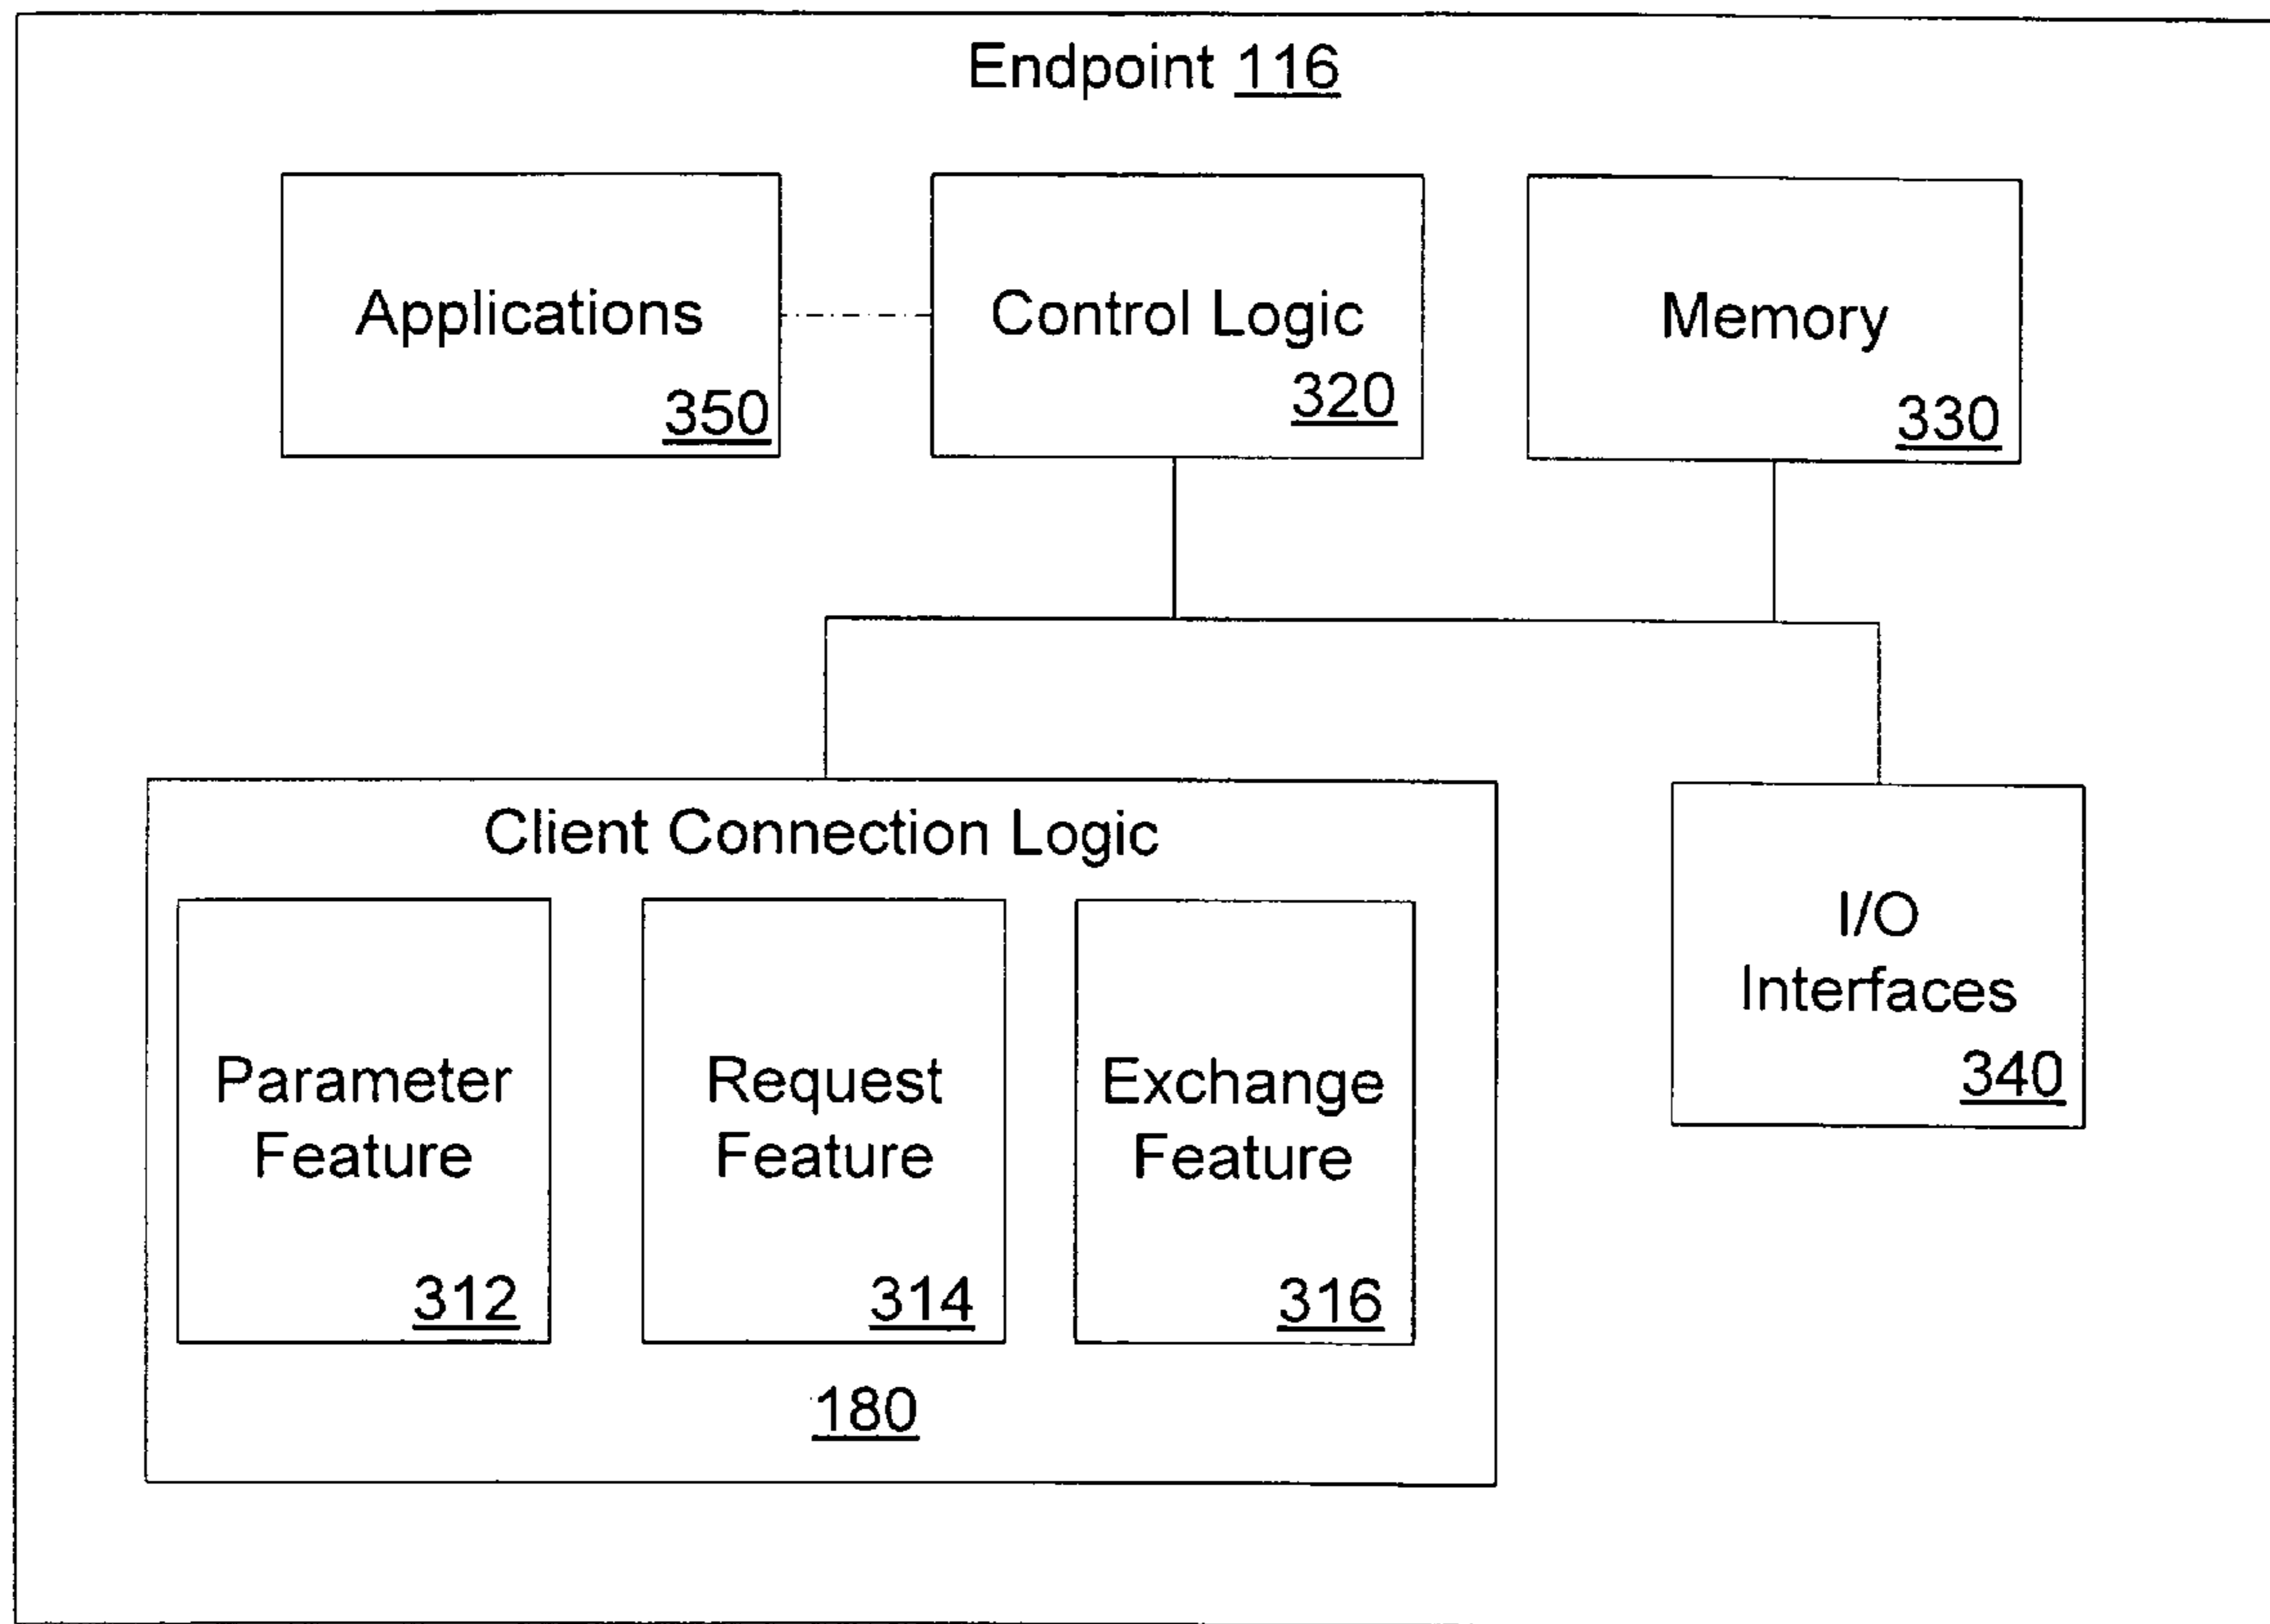 Endpoint 116
Applications
350
Control Logic
320
Memory
330
Client Connection Logic
Parameter
Feature
312
Request
Feature
314
Exchange
Feature
316
180
I/O
Interfaces
340